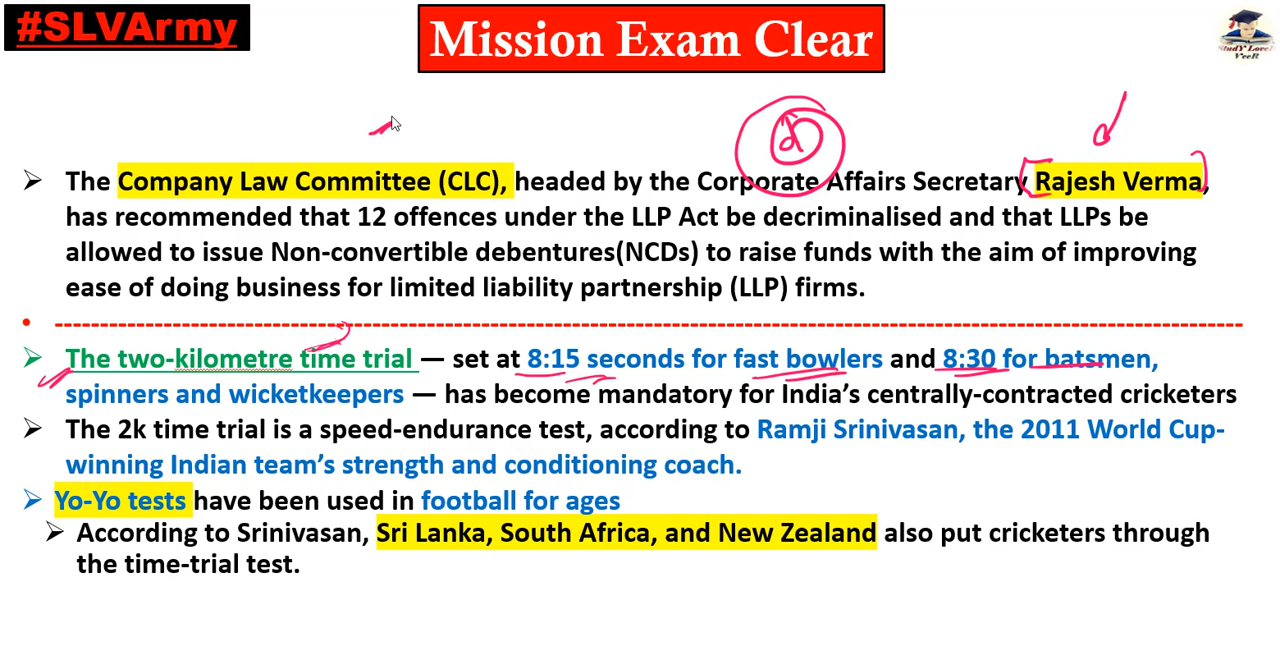 #SLVArmy
Mission Exam Clear
StudY LoveR
VeeR
➢ The Company Law Committee (CLC), headed by the Corporate Affairs Secretary Rajesh Verma,
has recommended that 12 offences under the LLP Act be decriminalised and that LLPs be
allowed to issue Non-convertible debentures(NCDs) to raise funds with the aim of improving
ease of doing business for limited liability partnership (LLP) firms.
➢ The two-kilometre time trial — set at 8:15 seconds for fast bowlers and 8:30 for batsmen,
spinners and wicketkeepers — has become mandatory for India’s centrally-contracted cricketers
➢ The 2k time trial is a speed-endurance test, according to Ramji Srinivasan, the 2011 World Cup-
winning Indian team’s strength and conditioning coach.
➢ Yo-Yo tests have been used in football for ages
➢ According to Srinivasan, Sri Lanka, South Africa, and New Zealand also put cricketers through
the time-trial test.